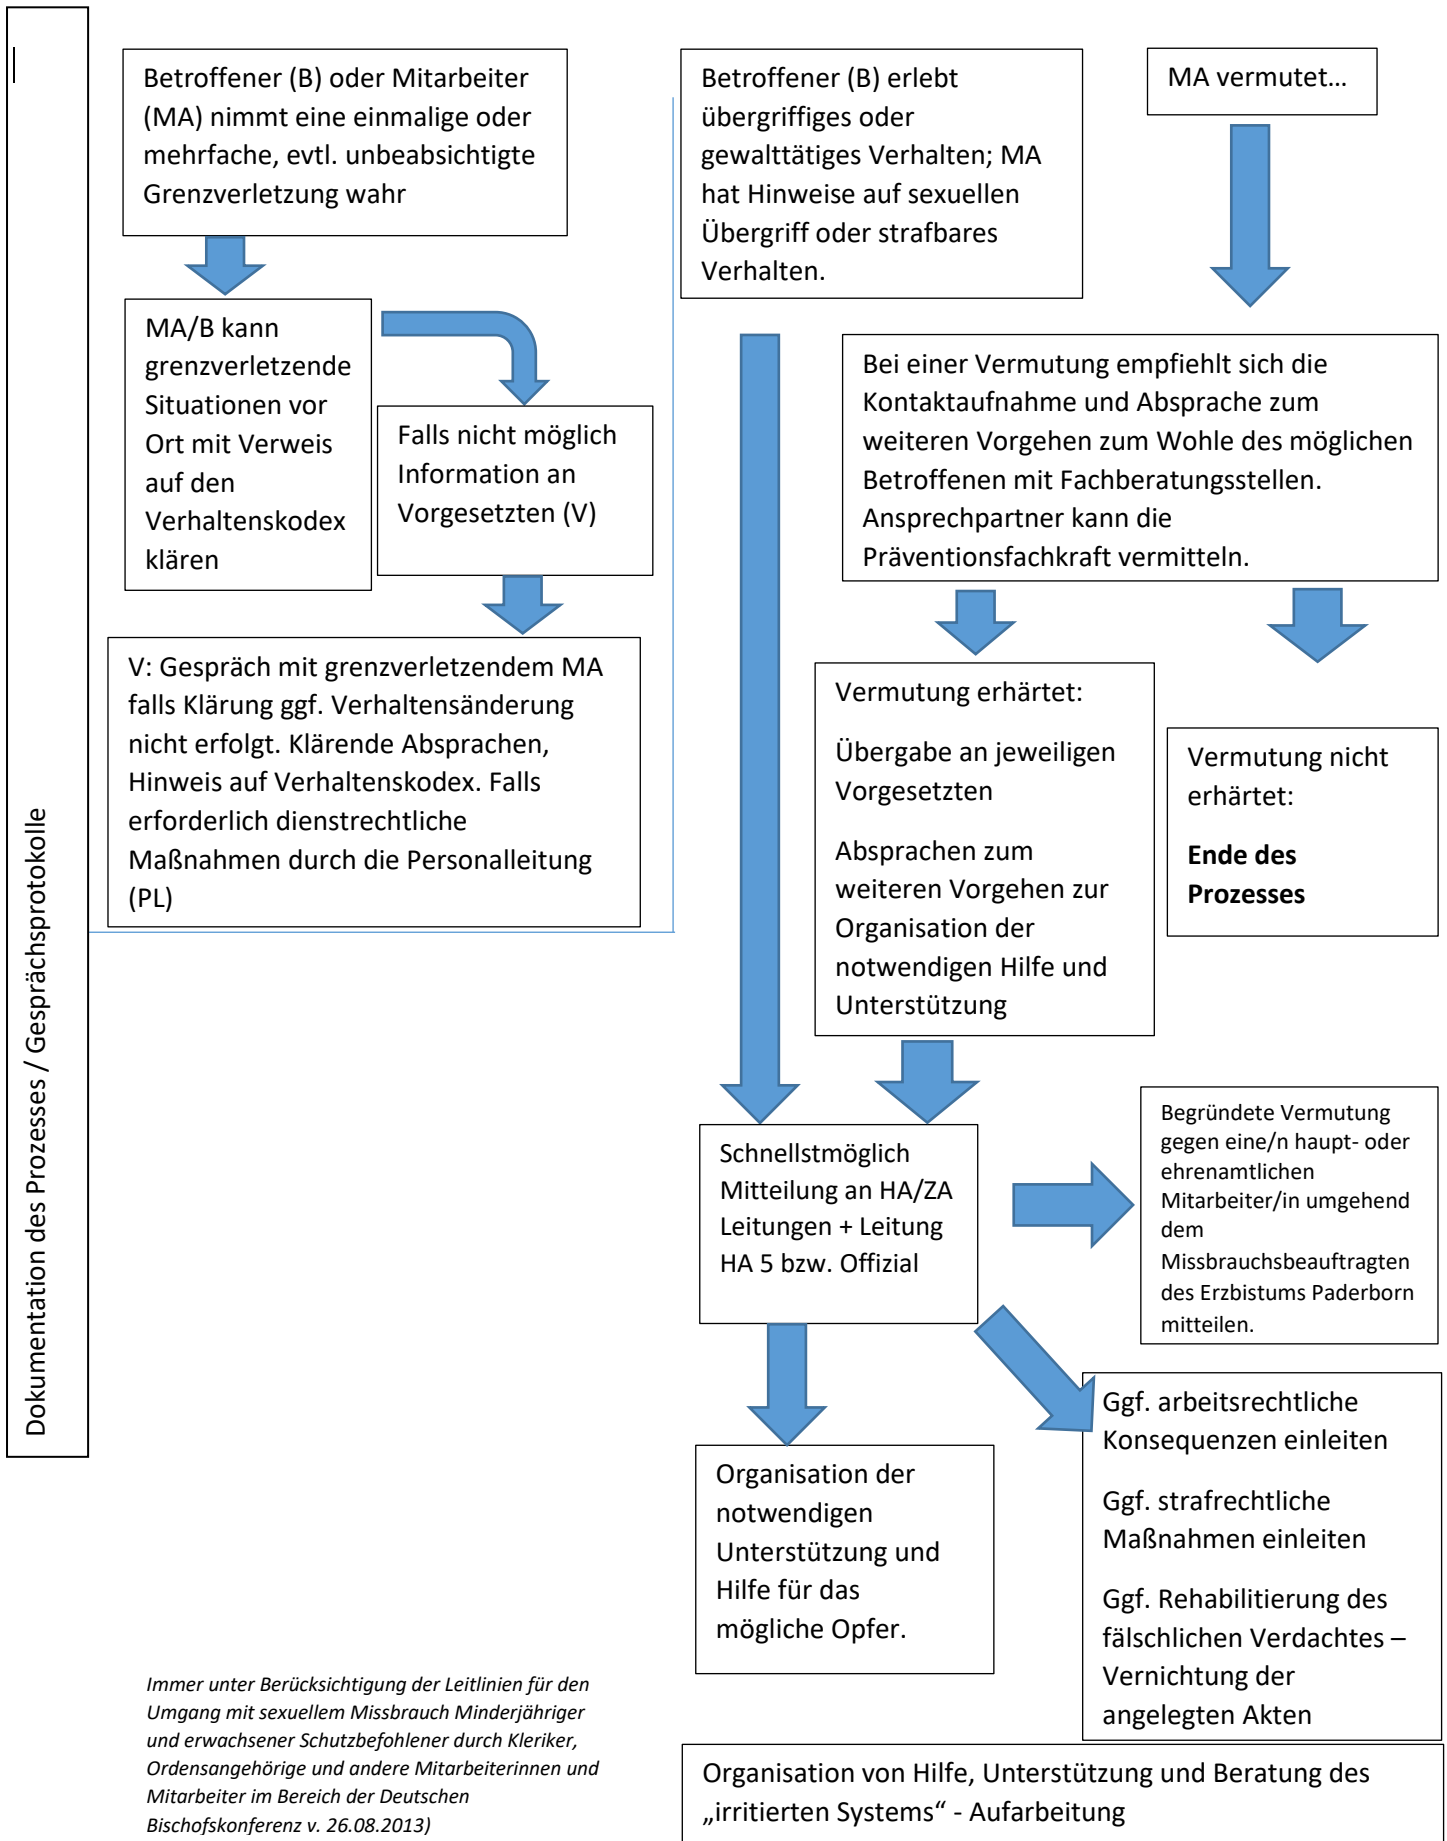 Dokumentation des Prozesses / Gesprächsprotokolle
Betroffener (B) oder Mitarbeiter
(MA) nimmt eine einmalige oder
mehrfache, evtl. unbeabsichtigte
Grenzverletzung wahr
MA/B kann
grenzverletzende
Situationen vor
Ort mit Verweis
auf den
Verhaltenskodex
klären
Falls nicht möglich
Information an
Vorgesetzten (V)
V: Gespräch mit grenzverletzendem MA
falls Klärung ggf. Verhaltensänderung
nicht erfolgt. Klärende Absprachen,
Hinweis auf Verhaltenskodex. Falls
erforderlich dienstrechtliche
Maßnahmen durch die Personalleitung
(PL)
Betroffener (B) erlebt
übergriffiges oder
gewalttätiges Verhalten; MA
hat Hinweise auf sexuellen
Übergriff oder strafbares
Verhalten.
MA vermutet…
Bei einer Vermutung empfiehlt sich die
Kontaktaufnahme und Absprache zum
weiteren Vorgehen zum Wohle des möglichen
Betroffenen mit Fachberatungsstellen.
Ansprechpartner kann die
Präventionsfachkraft vermitteln.
Vermutung erhärtet:
Übergabe an jeweiligen
Vorgesetzten
Absprachen zum
weiteren Vorgehen zur
Organisation der
notwendigen Hilfe und
Unterstützung
Vermutung nicht
erhärtet:
Ende des
Prozesses
Schnellstmöglich
Mitteilung an HA/ZA
Leitungen + Leitung
HA 5 bzw. Offizial
Begründete Vermutung
gegen eine/n haupt- oder
ehrenamtlichen
Mitarbeiter/in umgehend
dem
Missbrauchsbeauftragten
des Erzbistums Paderborn
mitteilen.
Organisation der
notwendigen
Unterstützung und
Hilfe für das
mögliche Opfer.
Ggf. arbeitsrechtliche
Konsequenzen einleiten
Ggf. strafrechtliche
Maßnahmen einleiten
Ggf. Rehabilitierung des
fälschlichen Verdachtes –
Vernichtung der
angelegten Akten
Organisation von Hilfe, Unterstützung und Beratung des
„irritierten Systems“ - Aufarbeitung
Immer unter Berücksichtigung der Leitlinien für den
Umgang mit sexuellem Missbrauch Minderjähriger
und erwachsener Schutzbefohlener durch Kleriker,
Ordensangehörige und andere Mitarbeiterinnen und
Mitarbeiter im Bereich der Deutschen
Bischofskonferenz v. 26.08.2013)